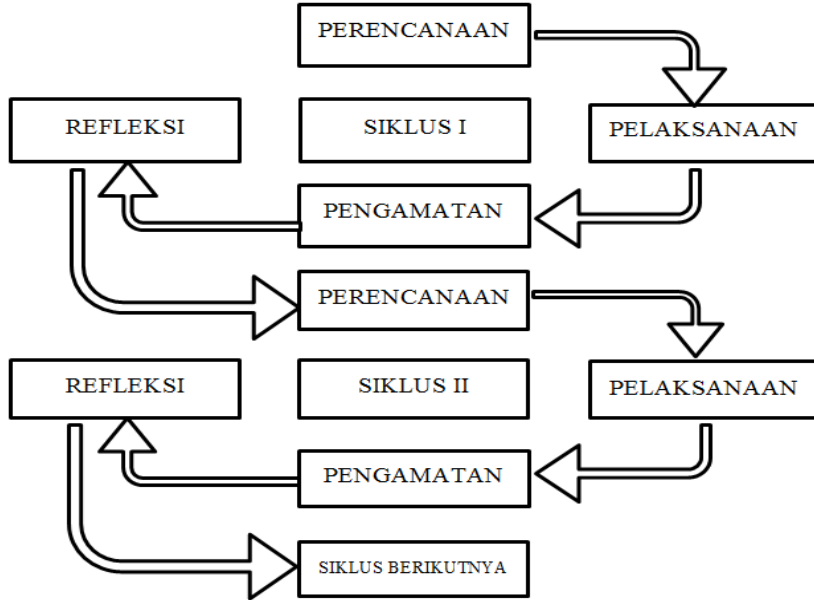 PERENCANAAN
REFLEKSI
SIKLUS I
PELAKSANAAN
PENGAMATAN
PERENCANAAN
REFLEKSI
SIKLUS II
PELAKSANAAN
PENGAMATAN
SIKLUS BERIKUTNYA